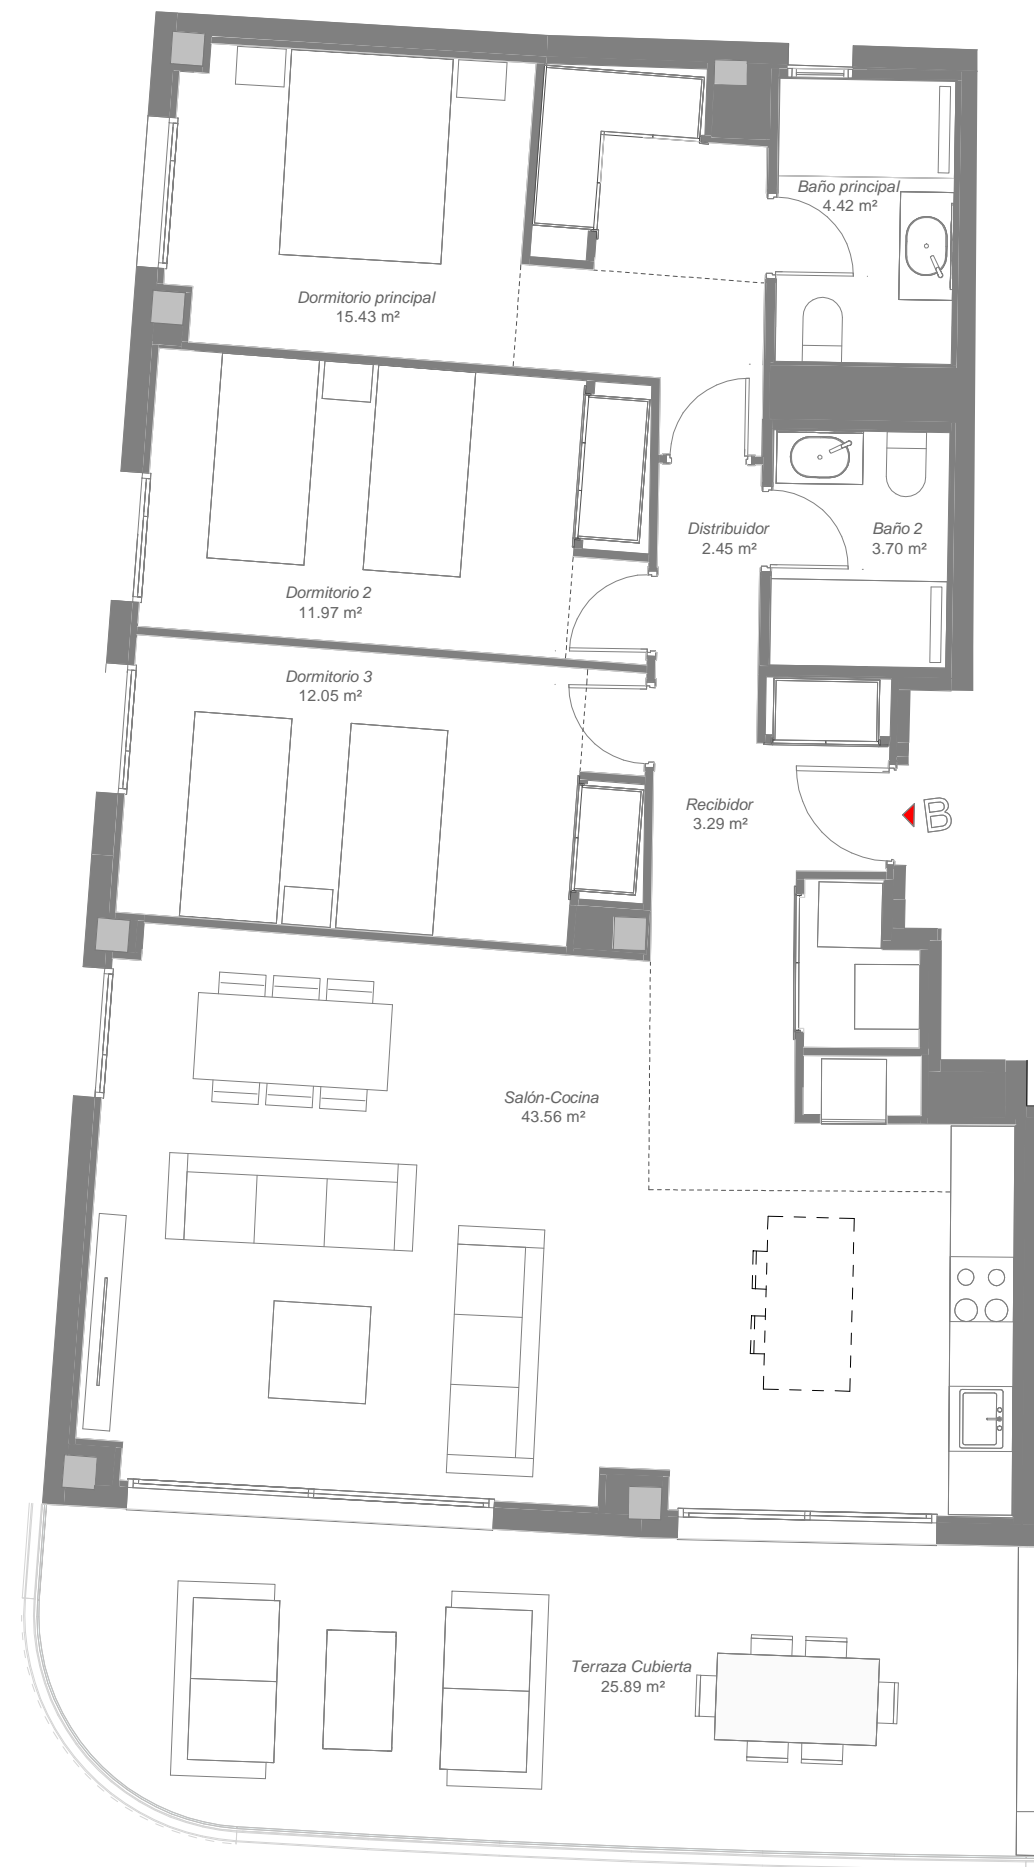 Baño principal
4.42 m²
Dormitorio principal
15.43 m²
Distribuidor
2.45 m²
Baño 2
3.70 m²
Dormitorio 2
11.97 m²
Dormitorio 3
12.05 m²
Recibidor
3.29 m²
B
Salón-Cocina
43.56 m²
Terraza Cubierta
25.89 m²